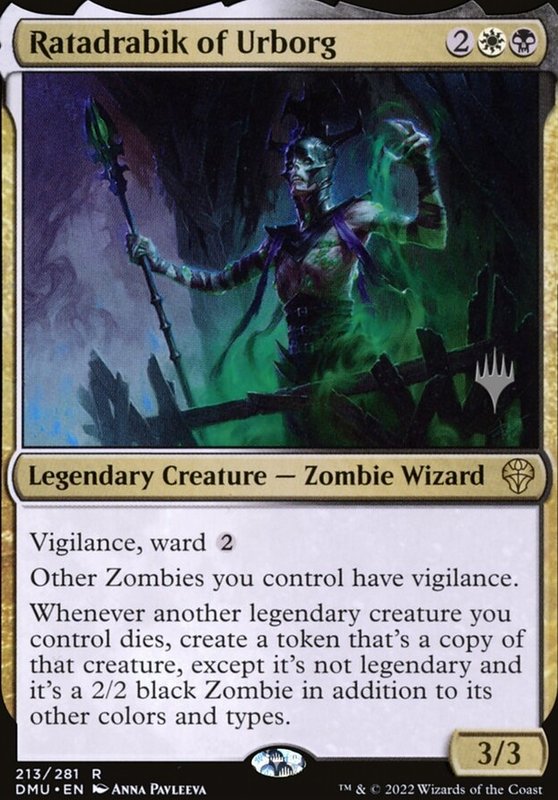 Ratadrabik of Urborg 2
Legendary Creature — Zombie Wizard
Vigilance, ward 2
Other Zombies you control have vigilance.
Whenever another legendary creature you
control dies, create a token that's a copy of
that creature, except it's not legendary and
it's a 2/2 black Zombie in addition to its
other colors and types.
3/3
213/281 R
DMU • EN Anna Pavleeva
™ & © 2022 Wizards of the Coast